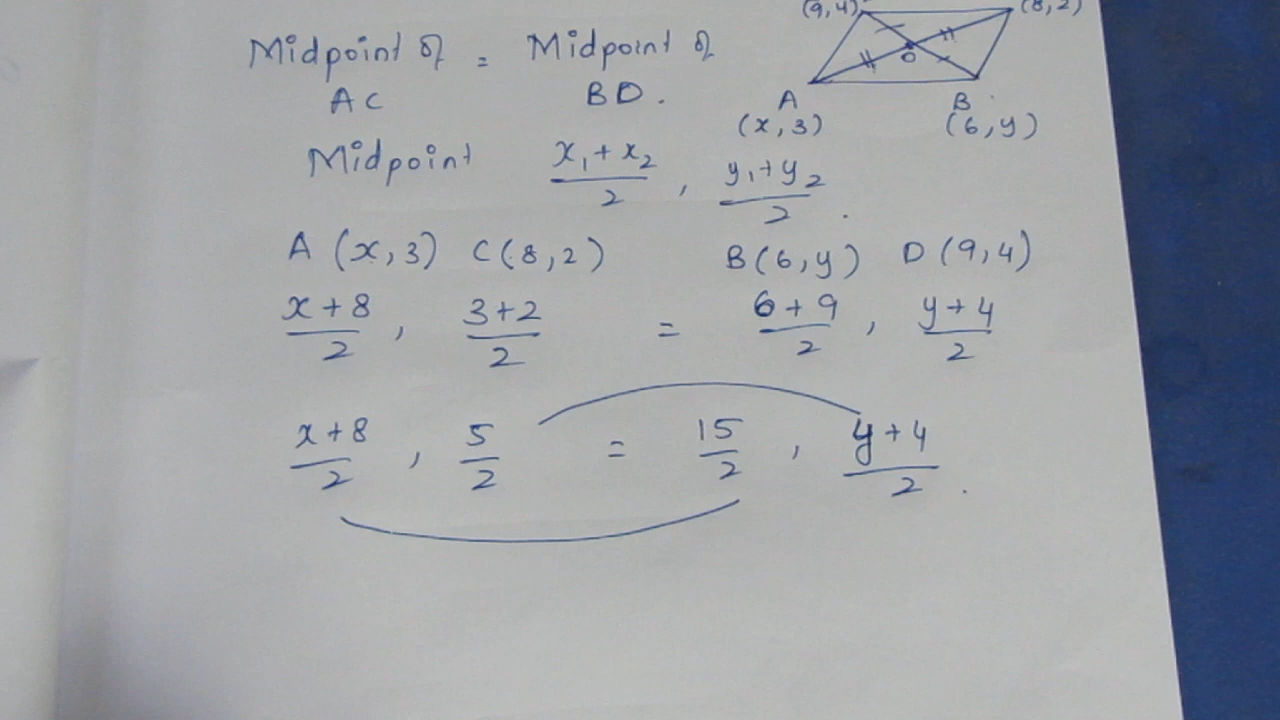 (9,4) (8,2)
Midpoint of = Midpoint of
AC BD.
O
A B
(x,3) (6,y)
Midpoint x₁+x₂/2 , y₁+y₂/2 .
A (x,3) C(8,2) B(6,y) D(9,4)
x+8/2 , 3+2/2 = 6+9/2 , y+4/2
x+8/2 , 5/2 = 15/2 , y+4/2 .